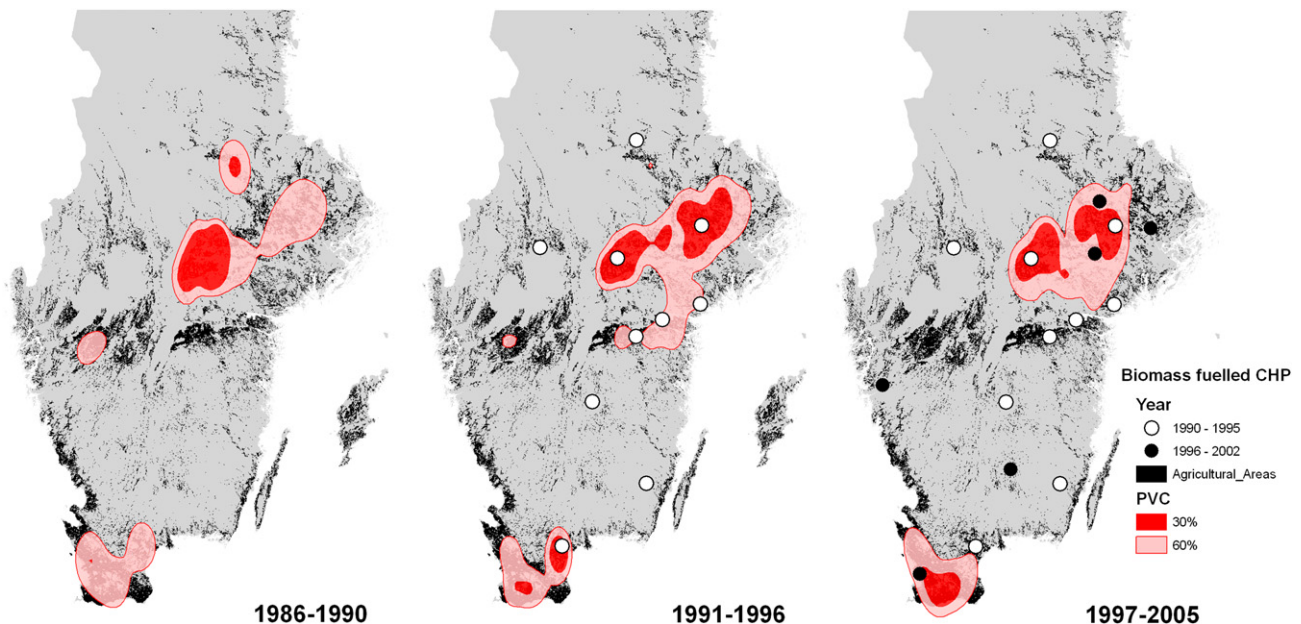 Biomass fuelled CHP
Year
1990 - 1995
1996 - 2002
Agricultural_Areas
PVC
30%
60%
1986-1990
1991-1996
1997-2005